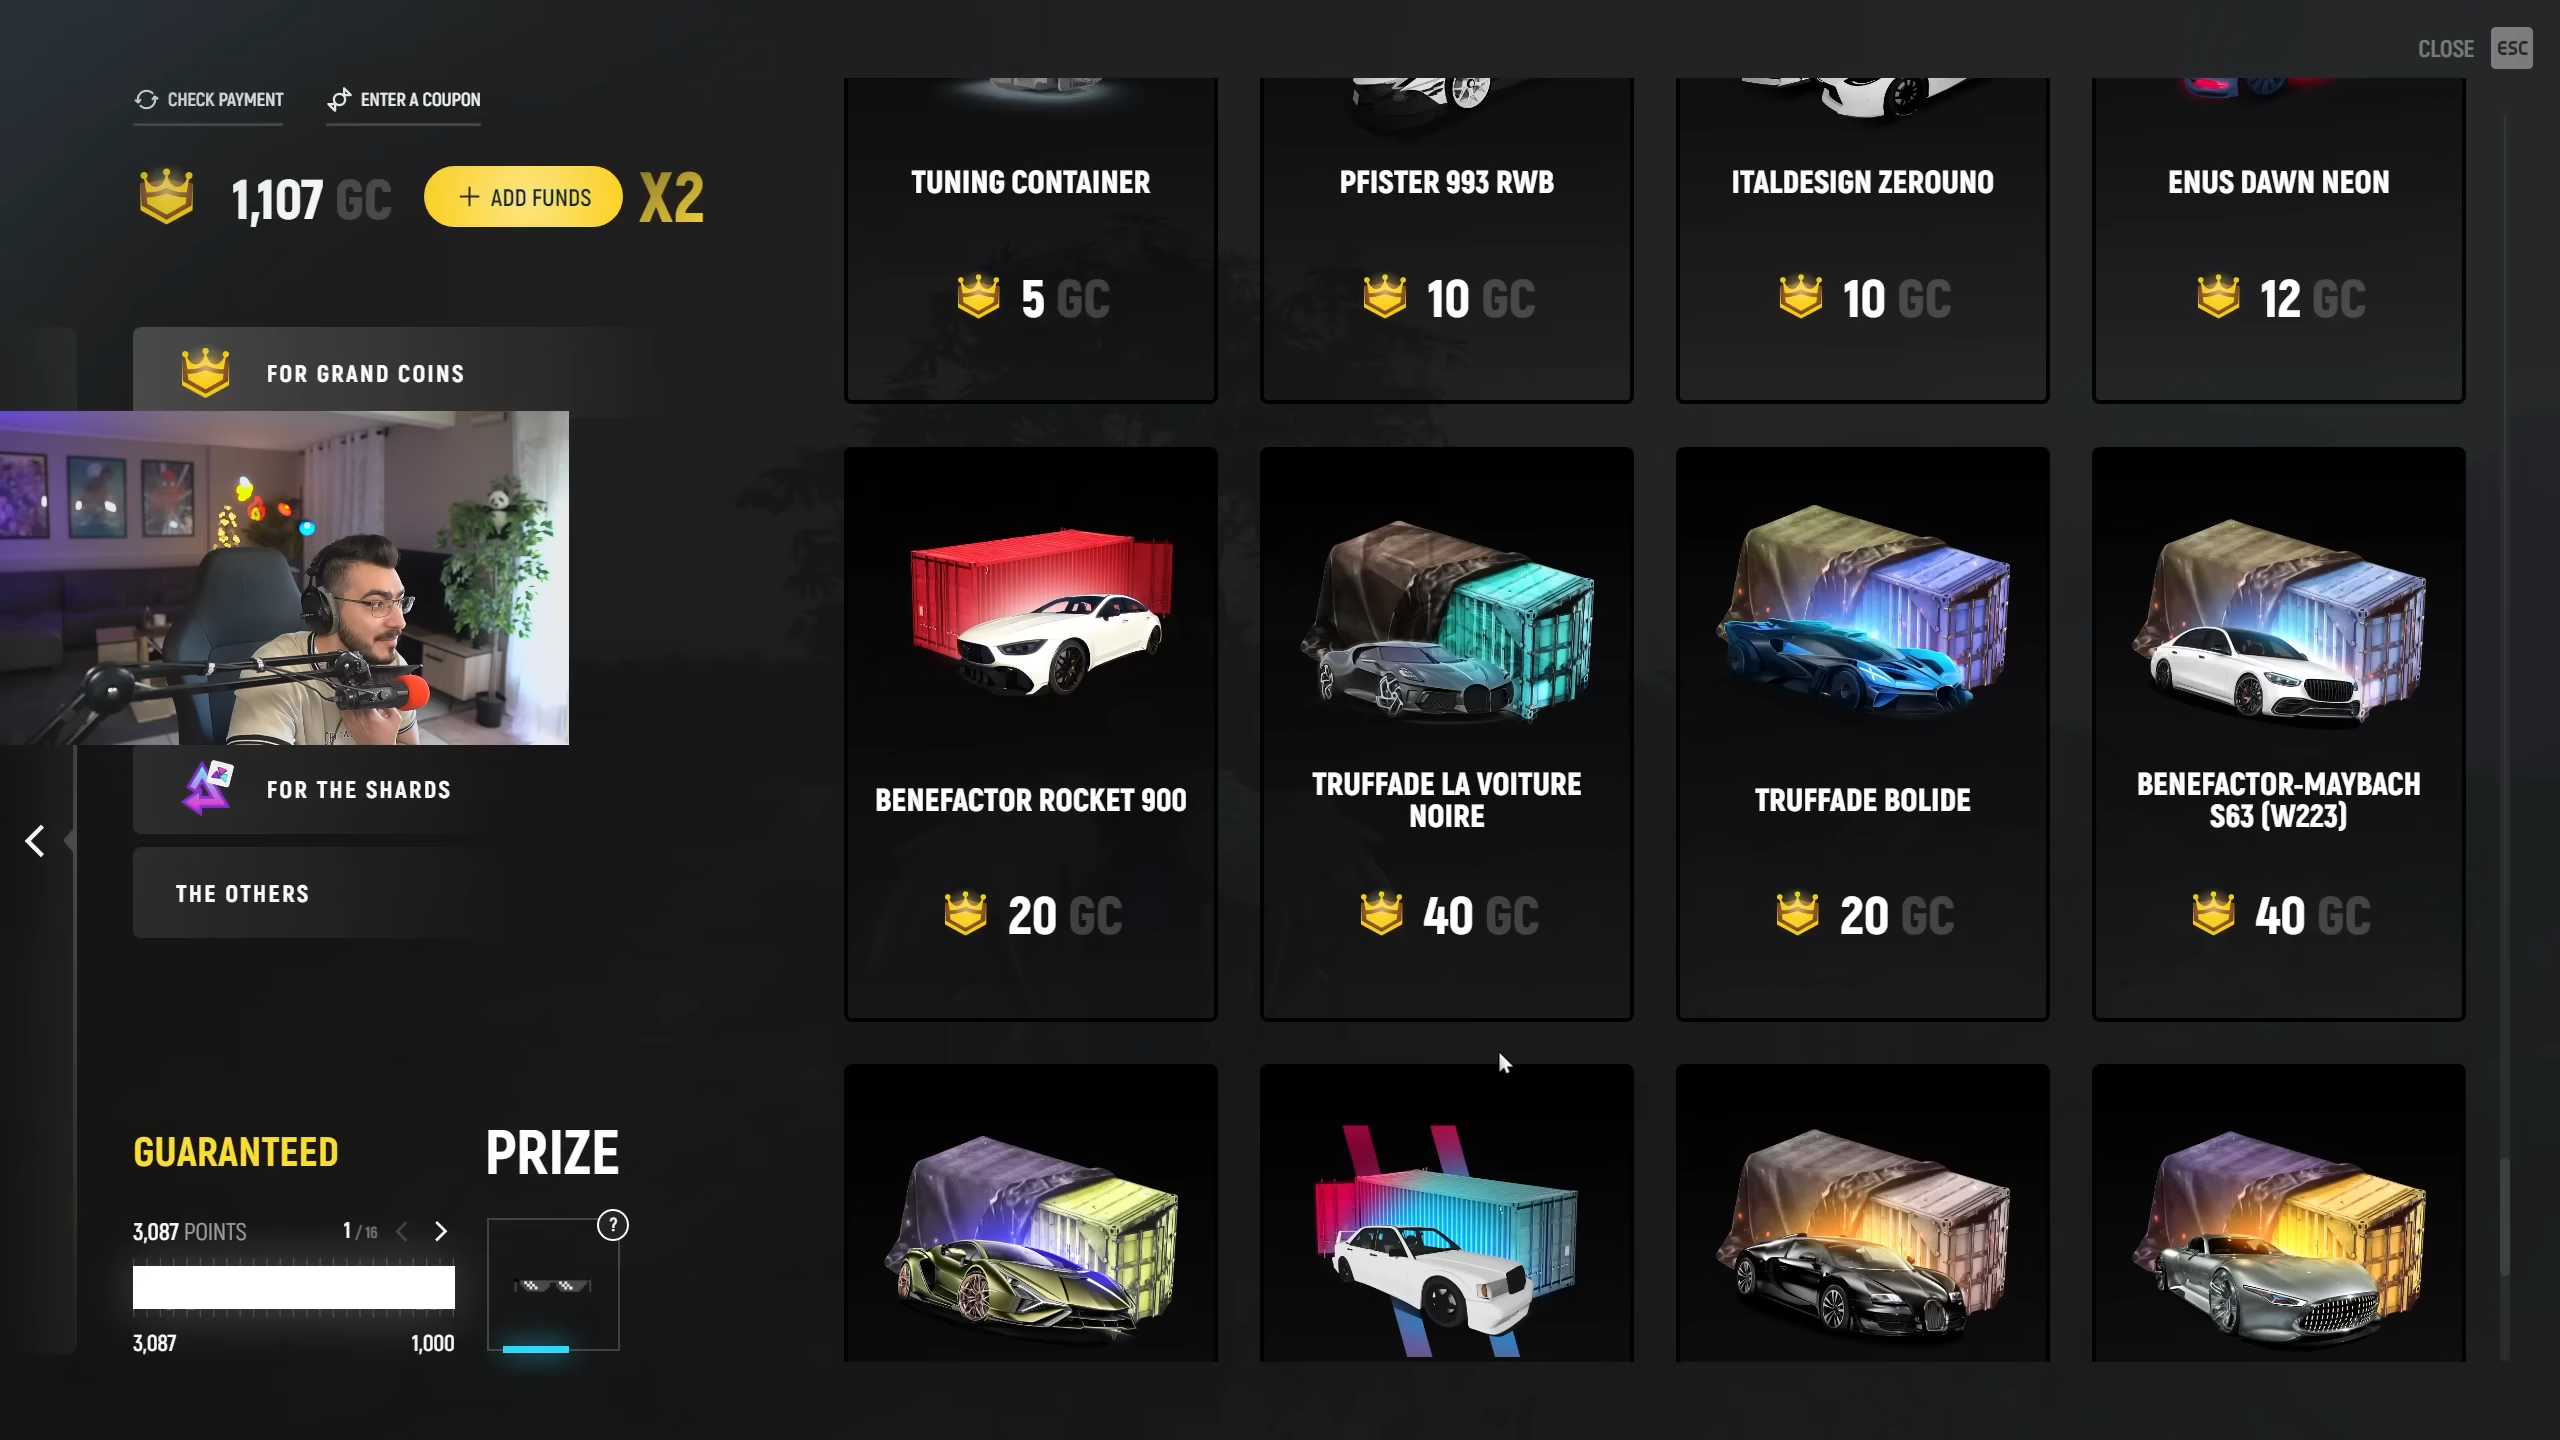 CLOSE ESC
CHECK PAYMENT ENTER A COUPON
1,107 GC + ADD FUNDS X2
FOR GRAND COINS
FOR THE SHARDS
THE OTHERS
GUARANTEED PRIZE
3,087 POINTS 1 / 16
?
3,087 1,000
TUNING CONTAINER
5 GC
PFISTER 993 RWB
10 GC
ITALDESIGN ZEROUNO
10 GC
ENUS DAWN NEON
12 GC
BENEFACTOR ROCKET 900
20 GC
TRUFFADE LA VOITURE
NOIRE
40 GC
TRUFFADE BOLIDE
20 GC
BENEFACTOR-MAYBACH
S63 (W223)
40 GC